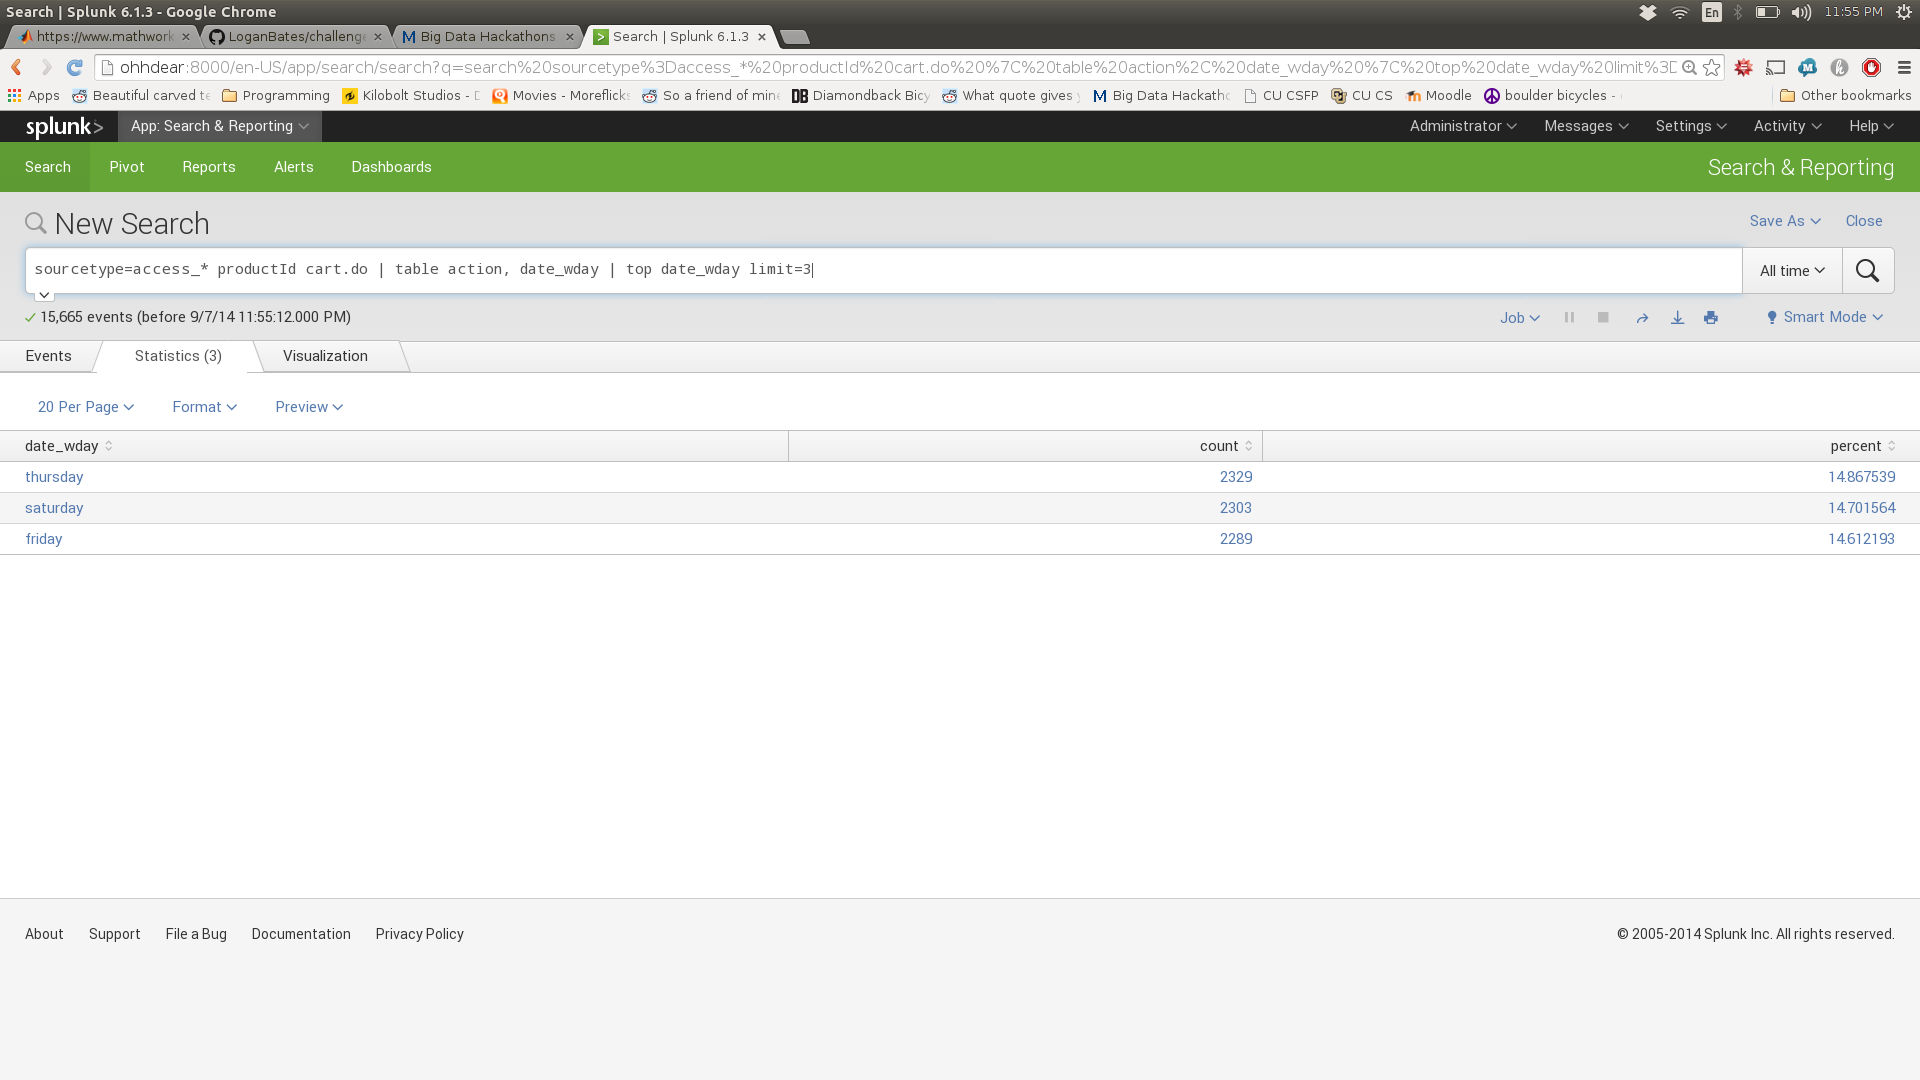 Search | Splunk 6.1.3 - Google Chrome
En
11:55 PM
https://www.mathwork
LoganBates/challenge
Big Data Hackathons
Search | Splunk 6.1.3
ohhdear:8000/en-US/app/search/search?q=search%20sourcetype%3Daccess_*%20productId%20cart.do%20%7C%20table%20action%2C%20date_wday%20%7C%20top%20date_wday%20limit%3D
Apps
Beautiful carved te
Programming
Kilobolt Studios - D
Movies - Moreflicks
So a friend of mine
Diamondback Bicy
What quote gives y
Big Data Hackatho
CU CSFP
CU CS
Moodle
boulder bicycles -
Other bookmarks
splunk>
App: Search & Reporting
Administrator
Messages
Settings
Activity
Help
Search
Pivot
Reports
Alerts
Dashboards
Search & Reporting
New Search
Save As
Close
sourcetype=access_* productId cart.do | table action, date_wday | top date_wday limit=3
All time
15,665 events (before 9/7/14 11:55:12.000 PM)
Job
Smart Mode
Events
Statistics (3)
Visualization
20 Per Page
Format
Preview
date_wday count percent
thursday 2329 14.867539
saturday 2303 14.701564
friday 2289 14.612193
About
Support
File a Bug
Documentation
Privacy Policy
© 2005-2014 Splunk Inc. All rights reserved.